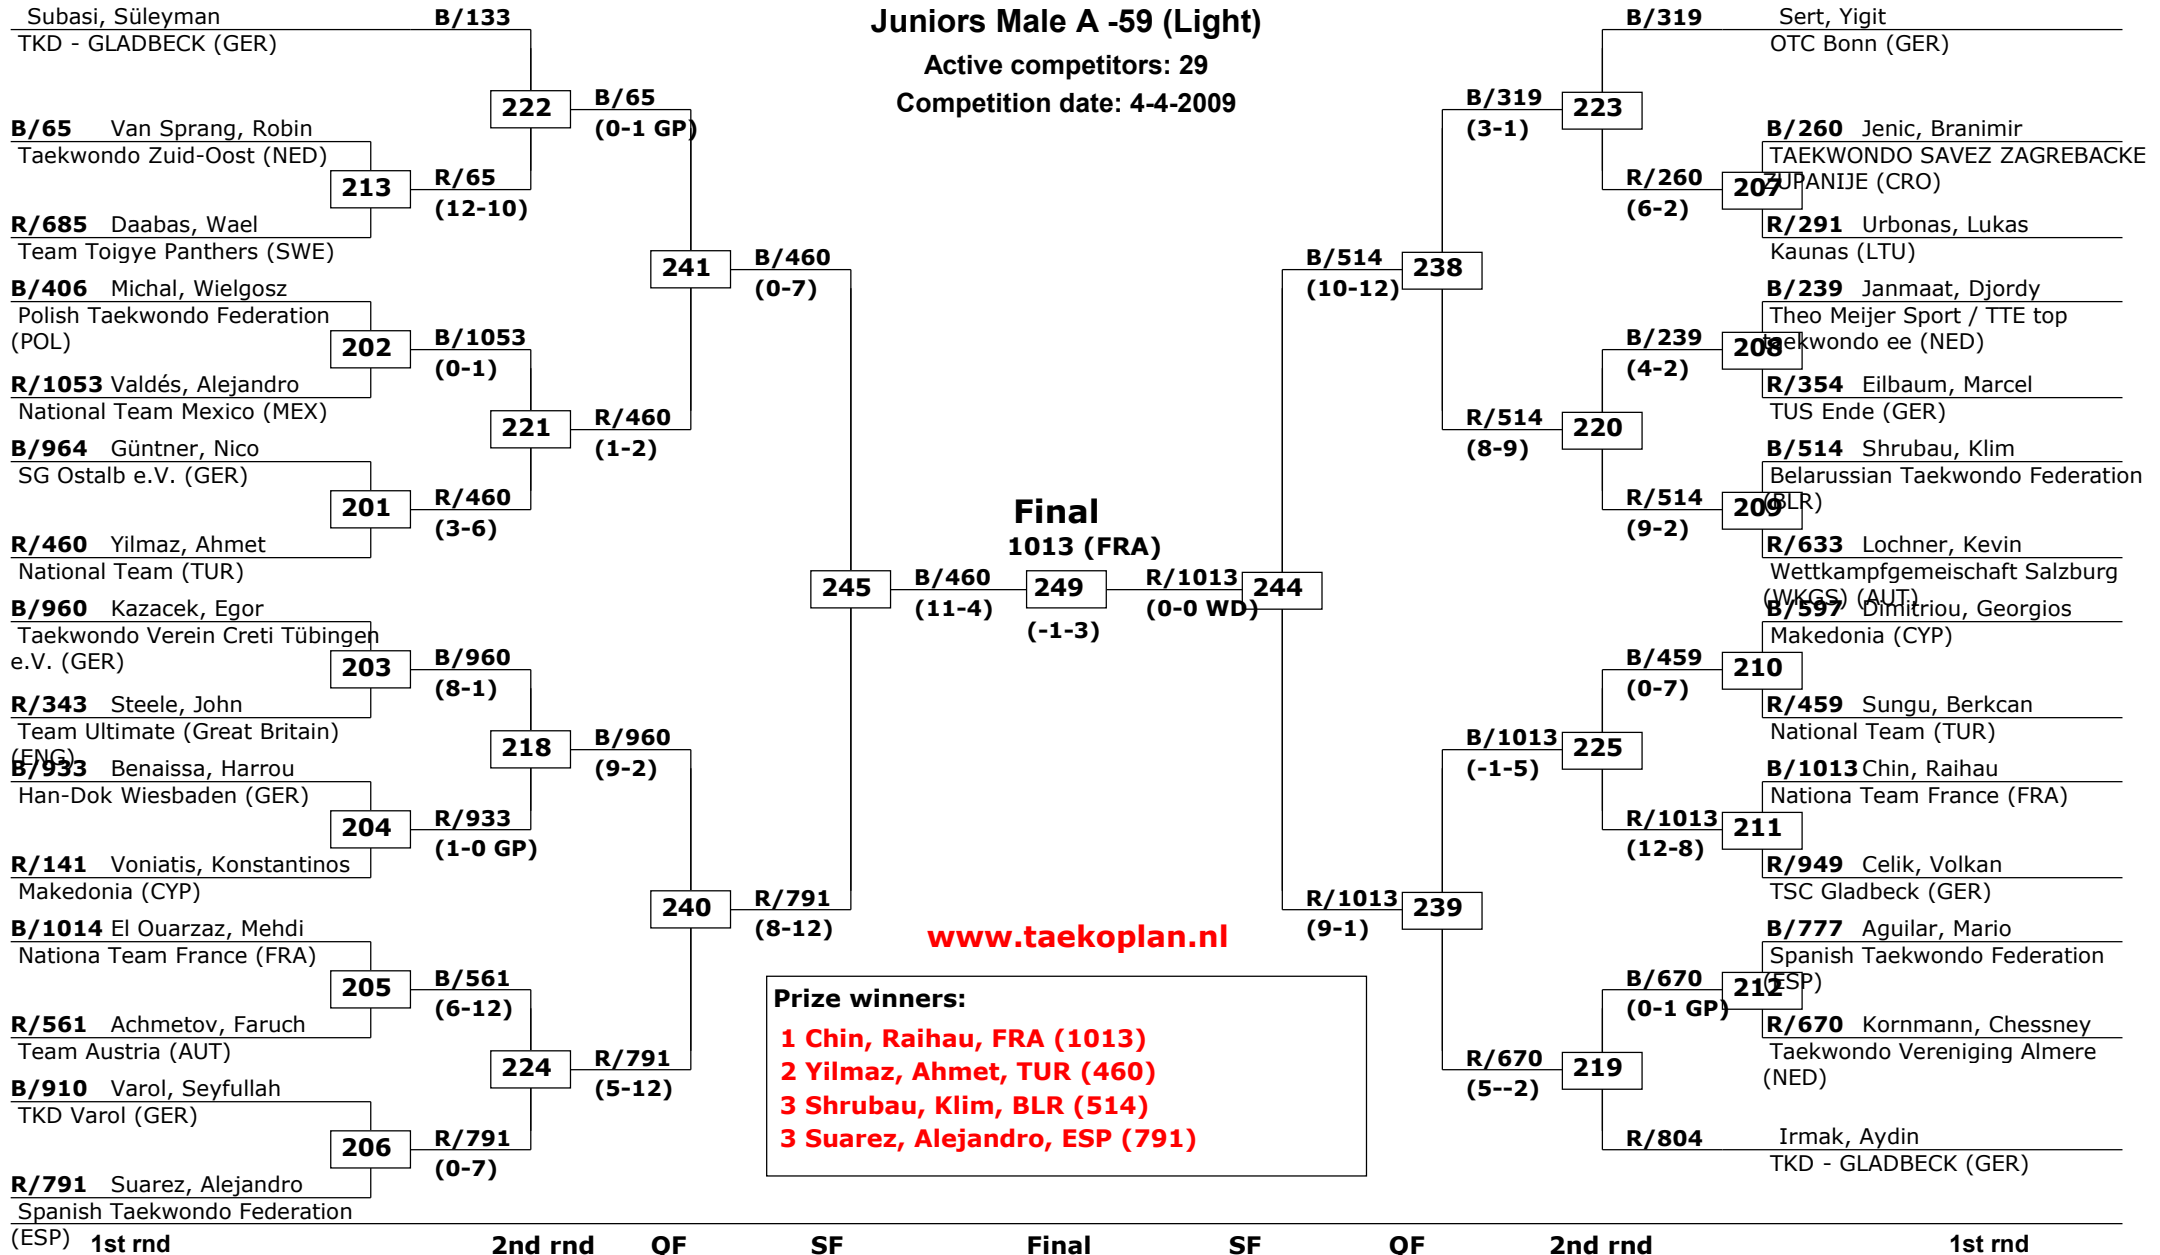 Juniors Male A -59 (Light)
Active competitors: 29
Competition date: 4-4-2009
Subasi, Süleyman
TKD - GLADBECK (GER)
B/133
B/65 Van Sprang, Robin
Taekwondo Zuid-Oost (NED)
213
R/685 Daabas, Wael
Team Toigye Panthers (SWE)
R/65
(12-10)
222
B/65
(0-1 GP)
B/406 Michal, Wielgosz
Polish Taekwondo Federation
(POL)
202
R/1053 Valdés, Alejandro
National Team Mexico (MEX)
B/1053
(0-1)
221
R/460
(1-2)
B/964 Güntner, Nico
SG Ostalb e.V. (GER)
201
R/460 Yilmaz, Ahmet
National Team (TUR)
R/460
(3-6)
241
B/460
(0-7)
B/960 Kazacek, Egor
Taekwondo Verein Creti Tübingen
e.V. (GER)
203
R/343 Steele, John
Team Ultimate (Great Britain)
(ENG)
B/960
(8-1)
218
B/960
(9-2)
B/933 Benaissa, Harrou
Han-Dok Wiesbaden (GER)
204
R/141 Voniatis, Konstantinos
Makedonia (CYP)
R/933
(1-0 GP)
240
R/791
(8-12)
B/1014 El Ouarzaz, Mehdi
Nationa Team France (FRA)
205
R/561 Achmetov, Faruch
Team Austria (AUT)
B/561
(6-12)
224
R/791
(5-12)
B/910 Varol, Seyfullah
TKD Varol (GER)
206
R/791 Suarez, Alejandro
Spanish Taekwondo Federation
(ESP)
R/791
(0-7)
245
B/460
(11-4)
Final
1013 (FRA)
249
(-1-3)
R/1013
(0-0 WD)
244
B/319
Sert, Yigit
OTC Bonn (GER)
B/319
(3-1)
223
B/260 Jenic, Branimir
TAEKWONDO SAVEZ ZAGREBACKE
ZUPANIJE (CRO)
R/260
(6-2)
207
R/291 Urbonas, Lukas
Kaunas (LTU)
B/514
(10-12)
238
B/239 Janmaat, Djordy
Theo Meijer Sport / TTE top
taekwondo ee (NED)
B/239
(4-2)
208
R/354 Eilbaum, Marcel
TUS Ende (GER)
R/514
(8-9)
220
B/514 Shrubau, Klim
Belarussian Taekwondo Federation
(BLR)
R/514
(9-2)
209
R/633 Lochner, Kevin
Wettkampfgemeischaft Salzburg
(WKGS) (AUT)
B/597 Dimitriou, Georgios
Makedonia (CYP)
B/459
(0-7)
210
R/459 Sungu, Berkcan
National Team (TUR)
B/1013
(-1-5)
225
B/1013 Chin, Raihau
Nationa Team France (FRA)
R/1013
(12-8)
211
R/949 Celik, Volkan
TSC Gladbeck (GER)
R/1013
(9-1)
239
B/777 Aguilar, Mario
Spanish Taekwondo Federation
(ESP)
B/670
(0-1 GP)
212
R/670 Kornmann, Chessney
Taekwondo Vereniging Almere
(NED)
R/670
(5--2)
219
R/804
Irmak, Aydin
TKD - GLADBECK (GER)
www.taekoplan.nl
Prize winners:
1 Chin, Raihau, FRA (1013)
2 Yilmaz, Ahmet, TUR (460)
3 Shrubau, Klim, BLR (514)
3 Suarez, Alejandro, ESP (791)
1st rnd 2nd rnd QF SF Final SF QF 2nd rnd 1st rnd